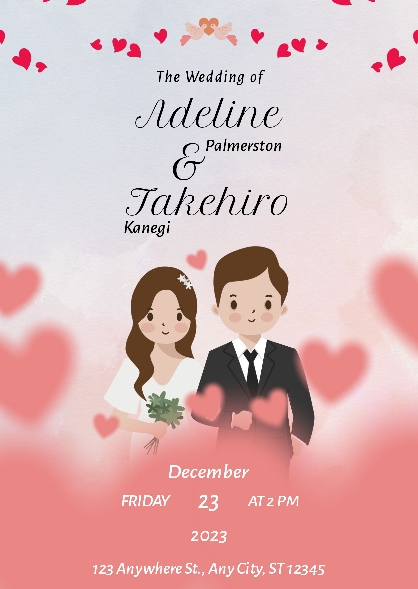 The Wedding of
Adeline
Palmerston
&
Takehiro
Kanegi
December
FRIDAY 23 AT 2 PM
2023
123 Anywhere St., Any City, ST 12345